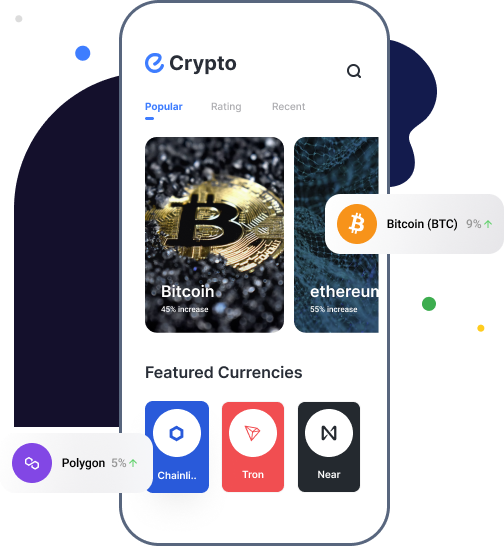 Crypto
Popular Rating Recent
Bitcoin
45% increase
ethereum
55% increase
Bitcoin (BTC) 9%
Featured Currencies
Chainli..
Tron
Near
Polygon 5%